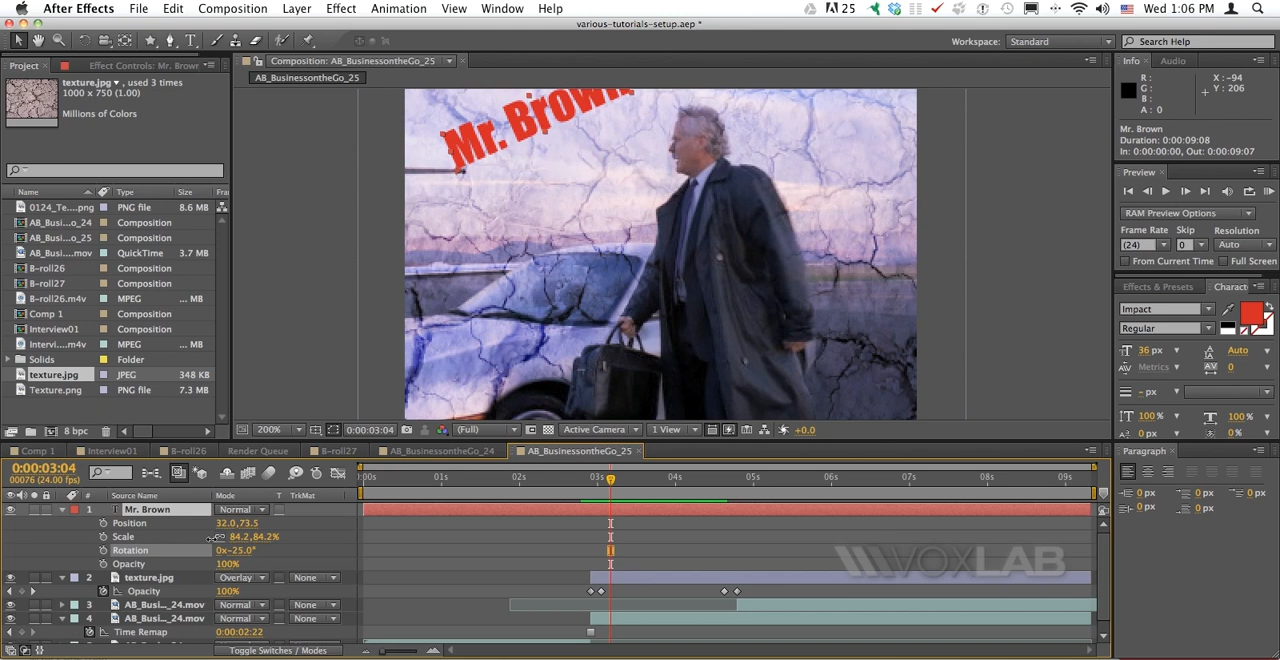 After Effects File Edit Composition Layer Effect Animation View Window Help 25 Wed 1:06 PM
various-tutorials-setup.aep *
Workspace: Standard Search Help
Project Effect Controls: Mr. Brown Composition: AB_BusinessontheGo_25 Info Audio
texture.jpg , used 3 times
1000 x 750 (1.00)
Millions of Colors
AB_BusinessontheGo_25
R : X : -94
G : Y : 206
B :
A : 0
Mr. Brown
Duration: 0:00:09:08
In: 0:00:00:00, Out: 0:00:09:07
Mr. Brown
Preview
RAM Preview Options
Frame Rate Skip Resolution
(24) 0 Auto
From Current Time Full Screen
Effects & Presets Charact
Impact
Regular
36 px Auto
Metrics 0
- px
100 % 100 %
0 px 0 %
Name Type Size Fra
0124_Te....png PNG file 8.6 MB
AB_Busi...o_24 Composition
AB_Busi...o_25 Composition
AB_Busi....mov QuickTime 3.7 MB
B-roll26 Composition
B-roll27 Composition
B-roll26.m4v MPEG ... MB
Comp 1 Composition
Interview01 Composition
Intervi....m4v MPEG ... MB
Solids Folder
texture.jpg JPEG 348 KB
Texture.png PNG file 7.3 MB
8 bpc
200% 0:00:03:04 (Full) Active Camera 1 View +0.0
Comp 1 Interview01 B-roll26 Render Queue B-roll27 AB_BusinessontheGo_24 AB_BusinessontheGo_25
Paragraph
0 px 0 px 0 px
0 px 0 px
0:00:03:04
00076 (24.00 fps)
:00s 01s 02s 03s 04s 05s 06s 07s 08s 09s
# Source Name Mode T TrkMat
1 Mr. Brown Normal
Position 32.0,73.5
Scale 84.2,84.2%
Rotation 0x-25.0°
Opacity 100%
2 texture.jpg Overlay None
Opacity 100%
3 AB_Busi..._24.mov Normal None
4 AB_Busi..._24.mov Normal None
Time Remap 0:00:02:22
Toggle Switches / Modes
VOXLAB